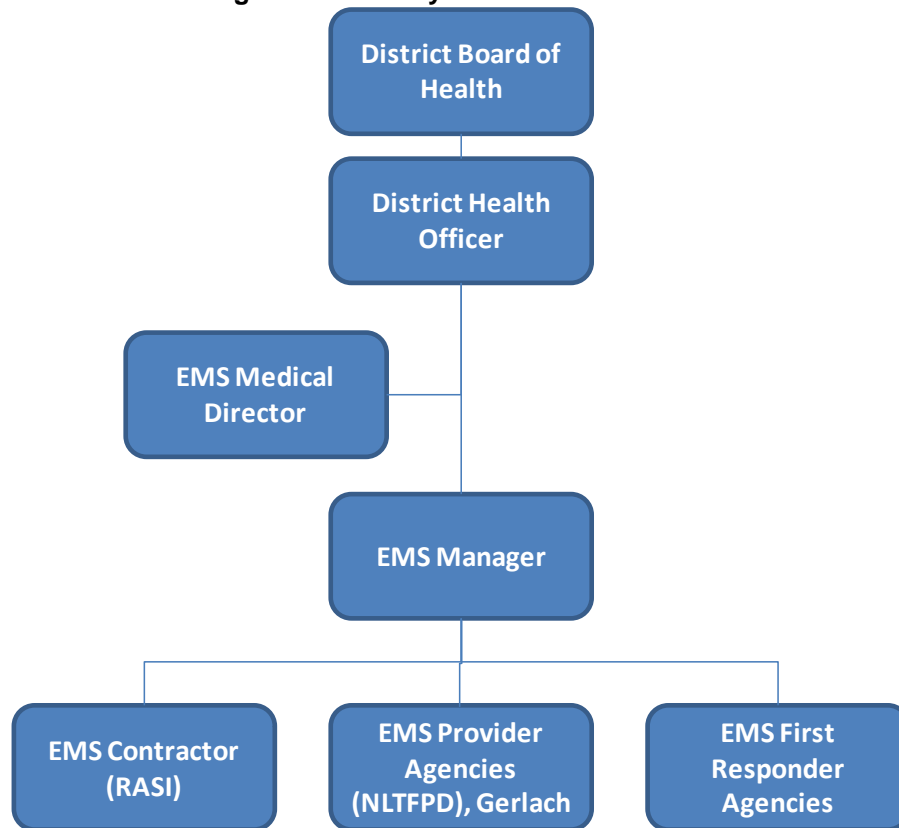 District Board of
Health
District Health
Officer
EMS Medical
Director
EMS Manager
EMS Contractor
(RASI)
EMS Provider
Agencies
(NLTFPD), Gerlach
EMS First
Responder
Agencies